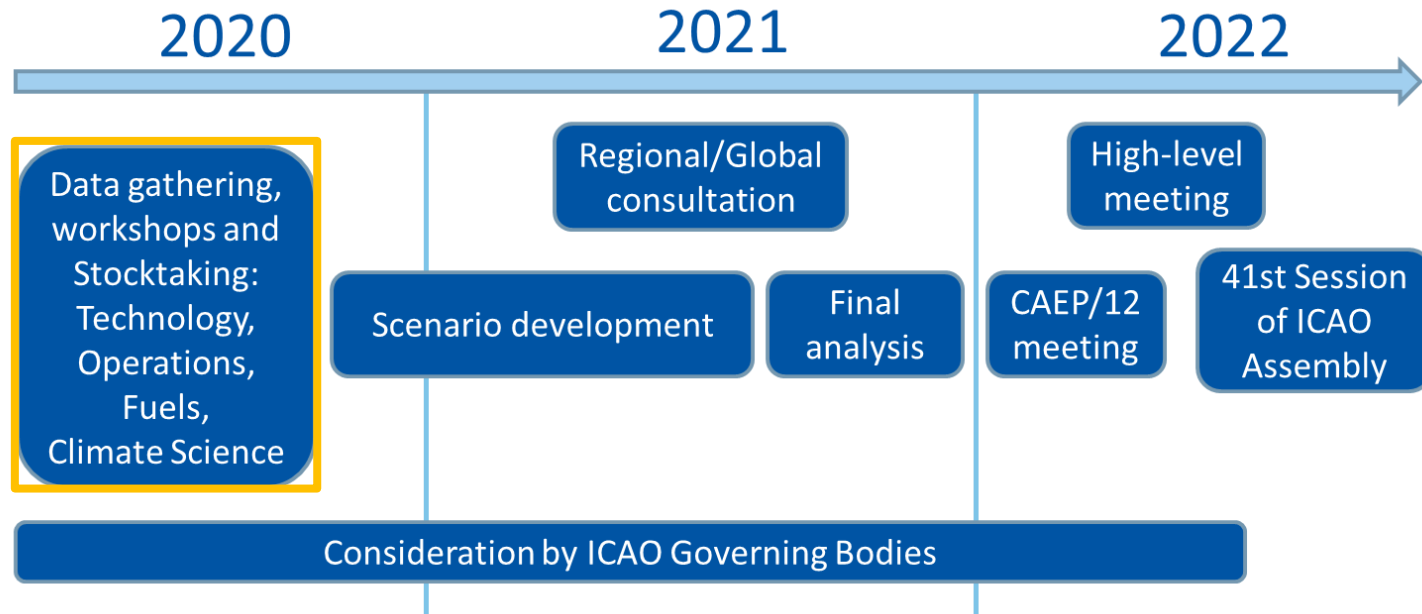 2020
2021
2022
Data gathering,
workshops and
Stocktaking:
Technology,
Operations,
Fuels,
Climate Science
Regional/Global
consultation
High-level
meeting
Scenario development
Final
analysis
CAEP/12
meeting
41st Session
of ICAO
Assembly
Consideration by ICAO Governing Bodies